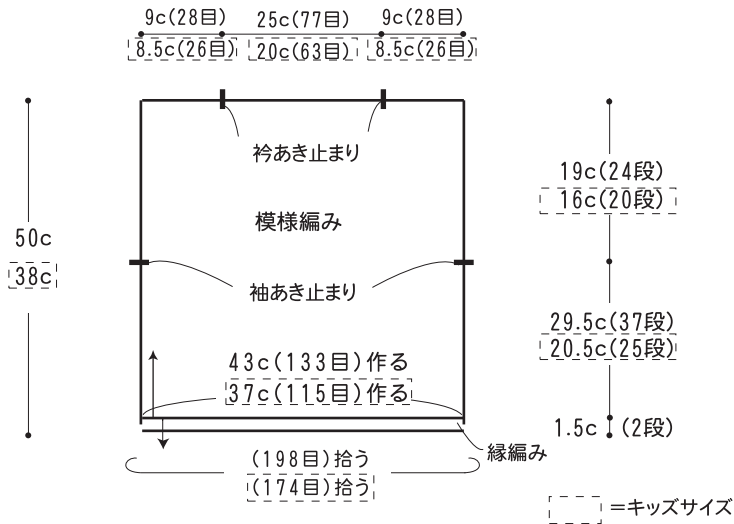 9c(28目) 25c(77目) 9c(28目)
8.5c(26目) 20c(63目) 8.5c(26目)
衿あき止まり
19c(24段)
16c(20段)
模様編み
50c
38c
袖あき止まり
29.5c(37段)
20.5c(25段)
43c(133目)作る
37c(115目)作る
1.5c (2段)
縁編み
(198目)拾う
(174目)拾う
=キッズサイズ